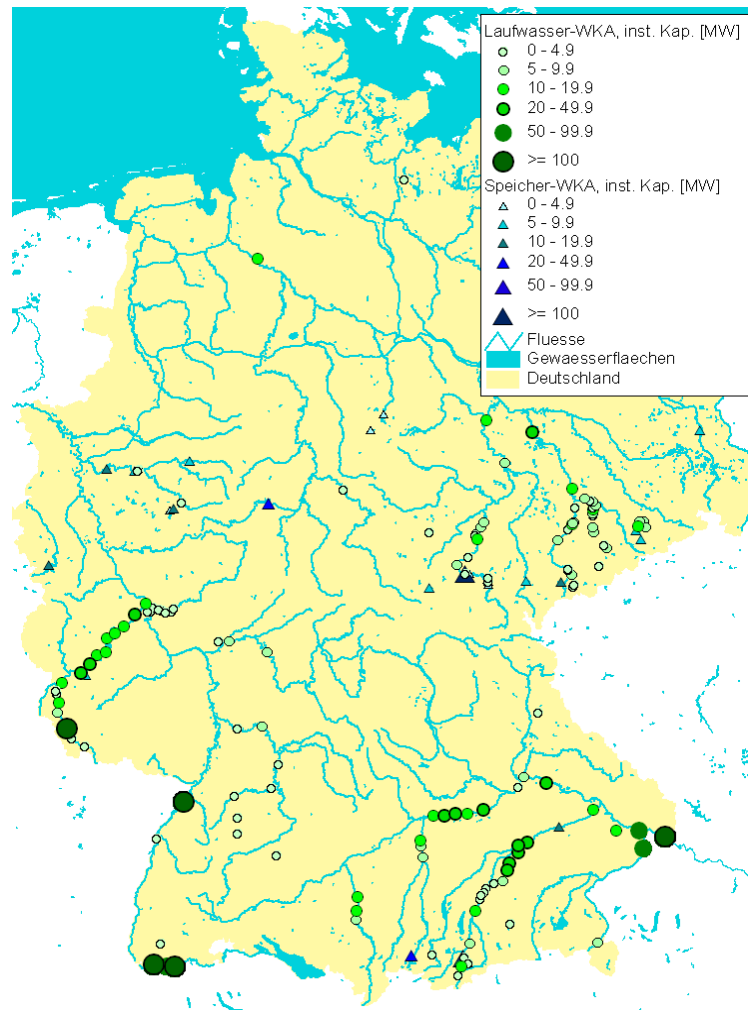 Laufwasser-WKA, inst. Kap. [MW]
0 - 4.9
5 - 9.9
10 - 19.9
20 - 49.9
50 - 99.9
>= 100
Speicher-WKA, inst. Kap. [MW]
0 - 4.9
5 - 9.9
10 - 19.9
20 - 49.9
50 - 99.9
>= 100
Fluesse
Gewaesserflaechen
Deutschland